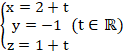 x = 2 + t
y = −1 (t ∈ ℝ)
z = 1 + t